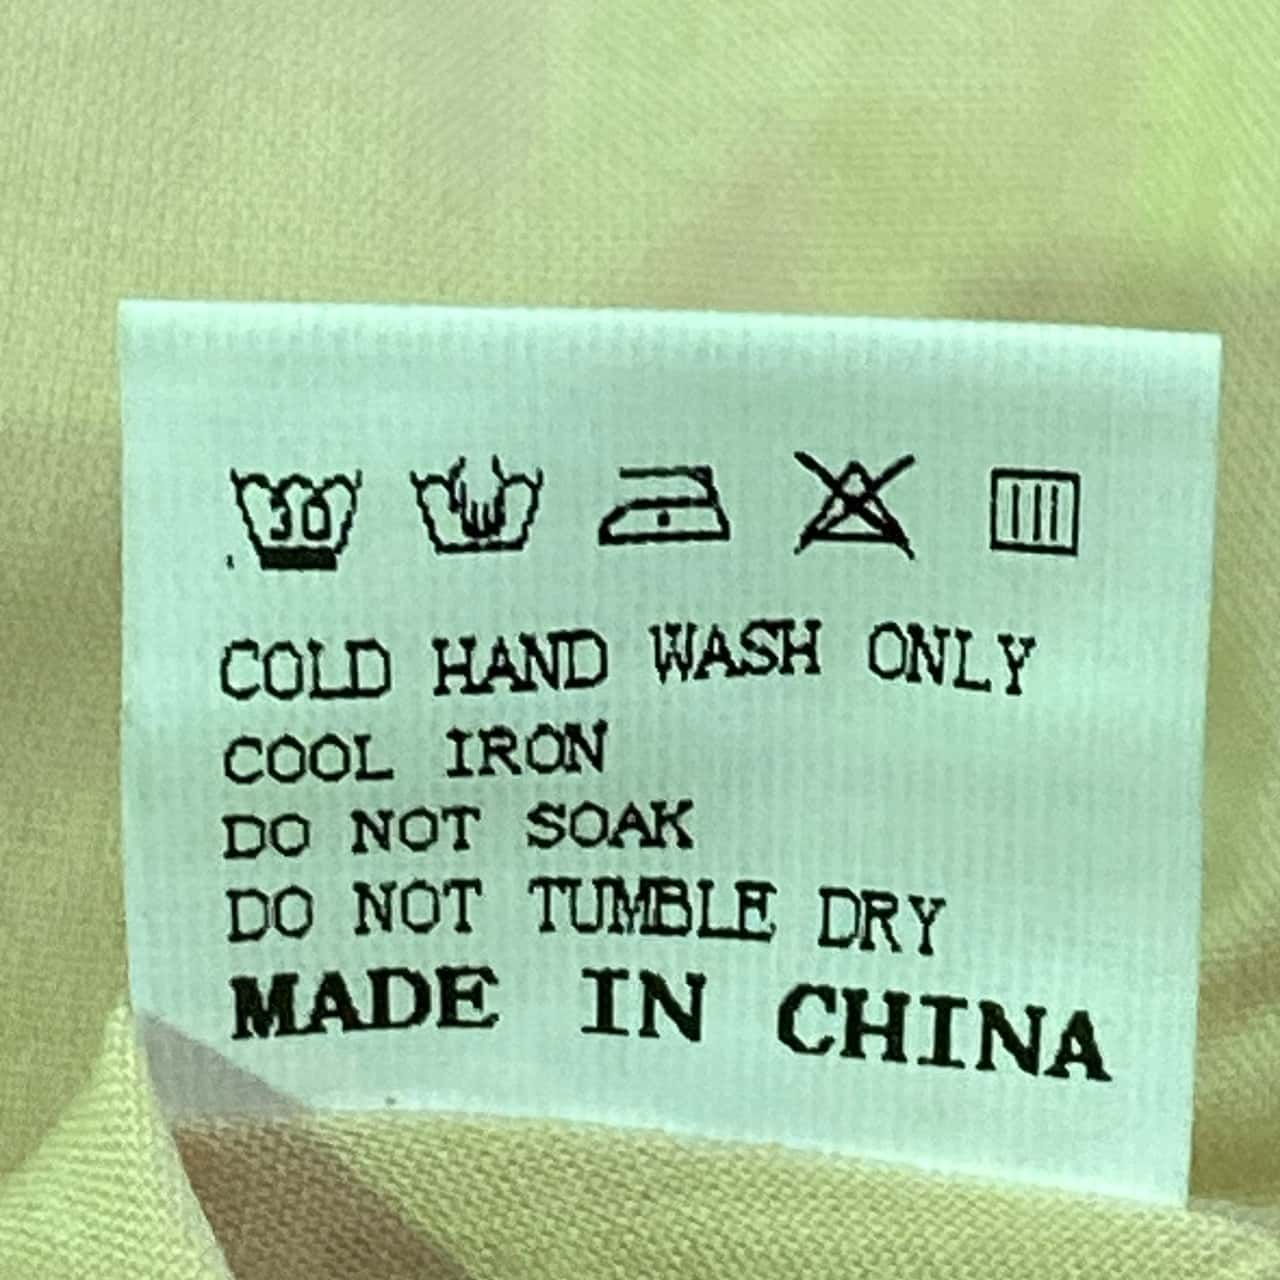 30
COLD HAND WASH ONLY
COOL IRON
DO NOT SOAK
DO NOT TUMBLE DRY
MADE IN CHINA